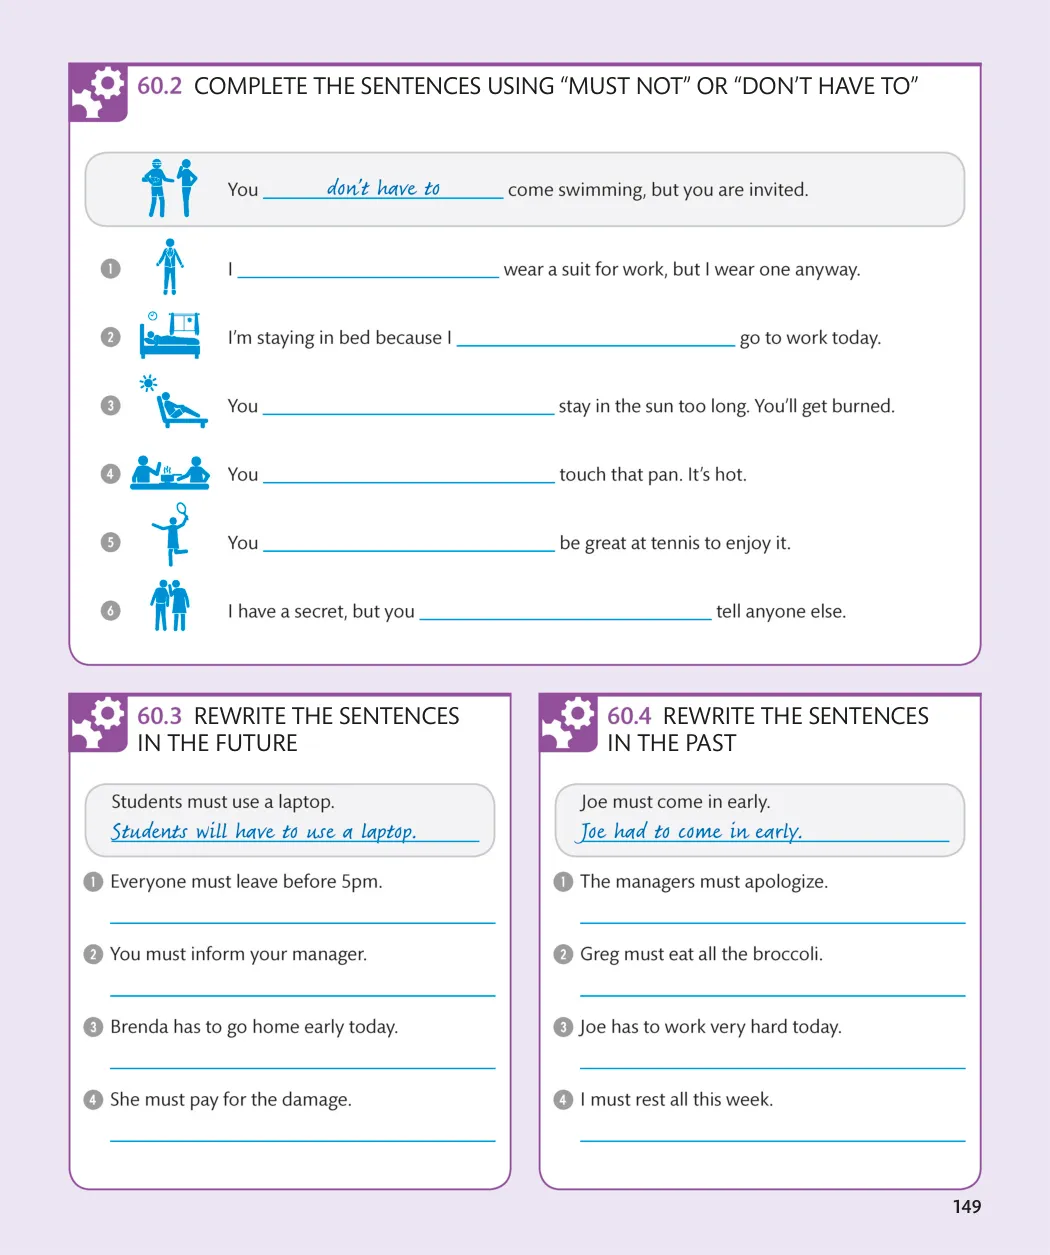 60.2 COMPLETE THE SENTENCES USING “MUST NOT” OR “DON’T HAVE TO”
You don’t have to come swimming, but you are invited.
1 I ______ wear a suit for work, but I wear one anyway.
2 I’m staying in bed because I ______ go to work today.
3 You ______ stay in the sun too long. You’ll get burned.
4 You ______ touch that pan. It’s hot.
5 You ______ be great at tennis to enjoy it.
6 I have a secret, but you ______ tell anyone else.
60.3 REWRITE THE SENTENCES
IN THE FUTURE
Students must use a laptop.
Students will have to use a laptop.
1 Everyone must leave before 5pm.
2 You must inform your manager.
3 Brenda has to go home early today.
4 She must pay for the damage.
60.4 REWRITE THE SENTENCES
IN THE PAST
Joe must come in early.
Joe had to come in early.
1 The managers must apologize.
2 Greg must eat all the broccoli.
3 Joe has to work very hard today.
4 I must rest all this week.
149